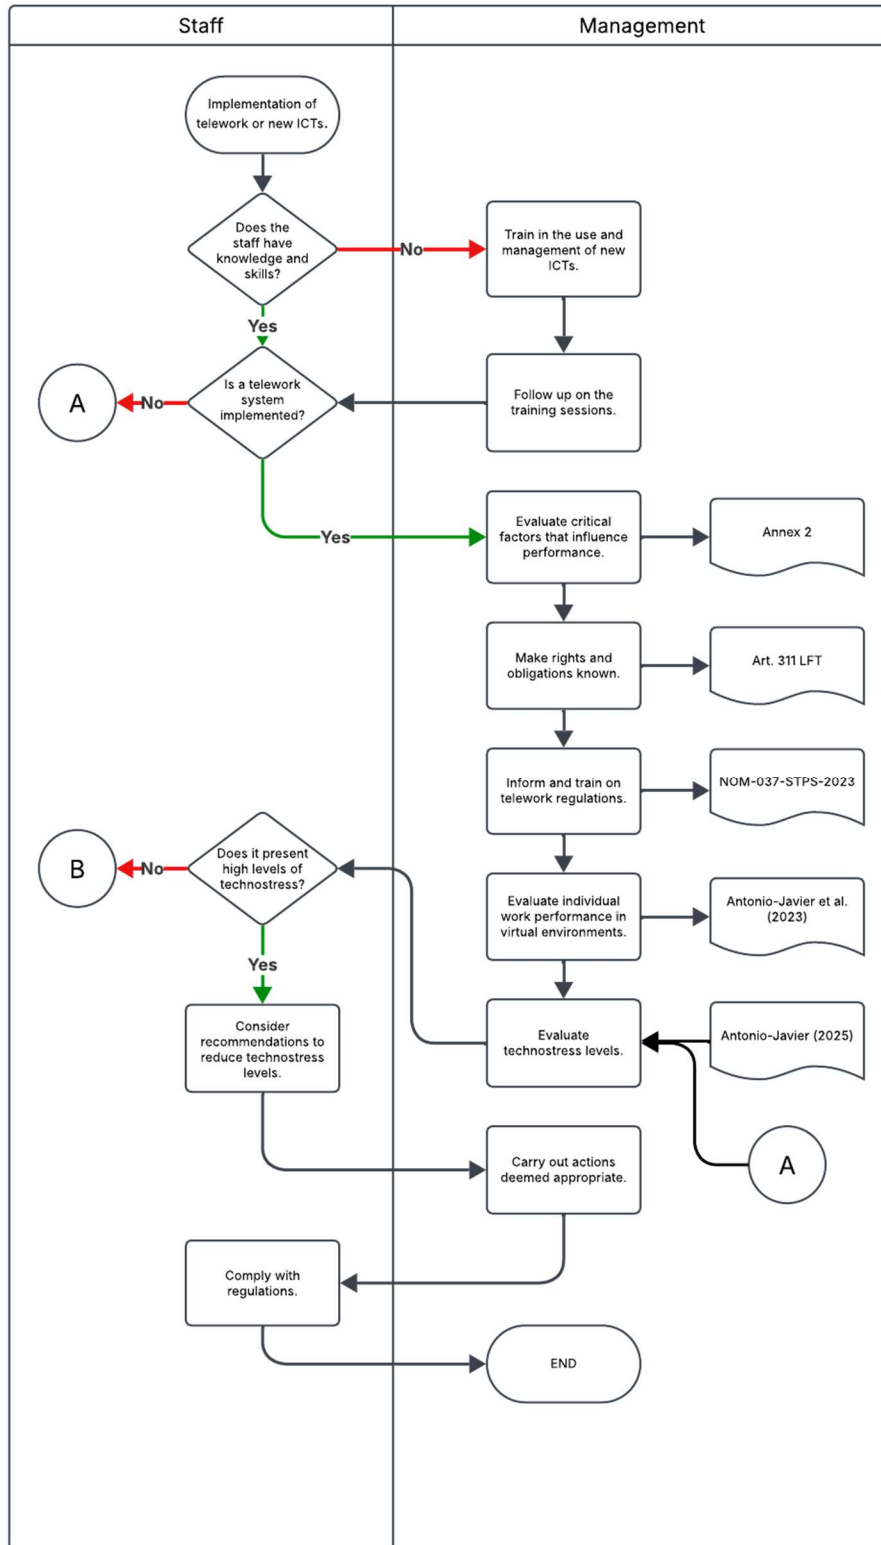 Staff
Management
Implementation of
telework or new ICTs.
Does the
staff have
knowledge and
skills?
No
Train in the use and
management of new
ICTs.
Yes
A
No
Is a telework
system
implemented?
Follow up on the
training sessions.
Yes
Evaluate critical
factors that influence
performance.
Annex 2
Make rights and
obligations known.
Art. 311 LFT
Inform and train on
telework regulations.
NOM-037-STPS-2023
B
No
Does it present
high levels of
technostress?
Evaluate individual
work performance in
virtual environments.
Antonio-Javier et al.
(2023)
Yes
Consider
recommendations to
reduce technostress
levels.
Evaluate
technostress levels.
Antonio-Javier (2025)
Carry out actions
deemed appropriate.
A
Comply with
regulations.
END